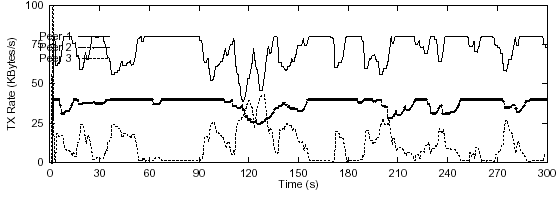 100
75
50
25
0
TX Rate (KBytes/s)
Peer 1
Peer 2
Peer 3
0 30 60 90 120 150 180 210 240 270 300
Time (s)